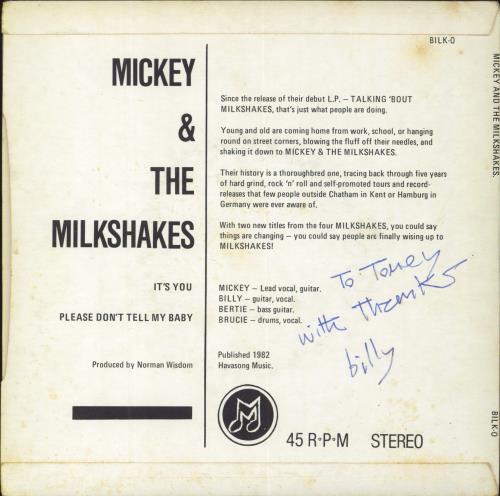 BILK-O
MICKEY
&
THE
MILKSHAKES
IT'S YOU
PLEASE DON'T TELL MY BABY
Produced by Norman Wisdom
Since the release of their debut L.P. – TALKING 'BOUT
MILKSHAKES, that's just what people are doing.
Young and old are coming home from work, school, or hanging
round on street corners, blowing the fluff off their needles, and
shaking it down to MICKEY & THE MILKSHAKES.
Their history is a thoroughbred one, tracing back through five years
of hard grind, rock 'n' roll and self-promoted tours and record-
releases that few people outside Chatham in Kent or Hamburg in
Germany were ever aware of.
With two new titles from the four MILKSHAKES, you could say
things are changing – you could say people are finally wising up to
MILKSHAKES!
MICKEY – Lead vocal, guitar.
BILLY – guitar, vocal.
BERTIE – bass guitar.
BRUCIE – drums, vocal.
To Toney
with thanks
billy
Published 1982
Havasong Music.
45 R·P·M STEREO
MICKEY AND THE MILKSHAKES.
BILK-O